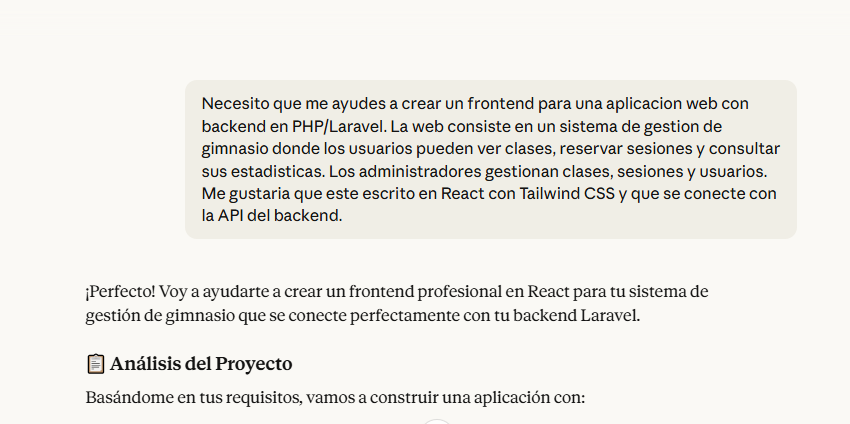 Necesito que me ayudes a crear un frontend para una aplicacion web con
backend en PHP/Laravel. La web consiste en un sistema de gestion de
gimnasio donde los usuarios pueden ver clases, reservar sesiones y consultar
sus estadisticas. Los administradores gestionan clases, sesiones y usuarios.
Me gustaria que este escrito en React con Tailwind CSS y que se conecte con
la API del backend.
¡Perfecto! Voy a ayudarte a crear un frontend profesional en React para tu sistema de
gestión de gimnasio que se conecte perfectamente con tu backend Laravel.
📋 Análisis del Proyecto
Basándome en tus requisitos, vamos a construir una aplicación con: